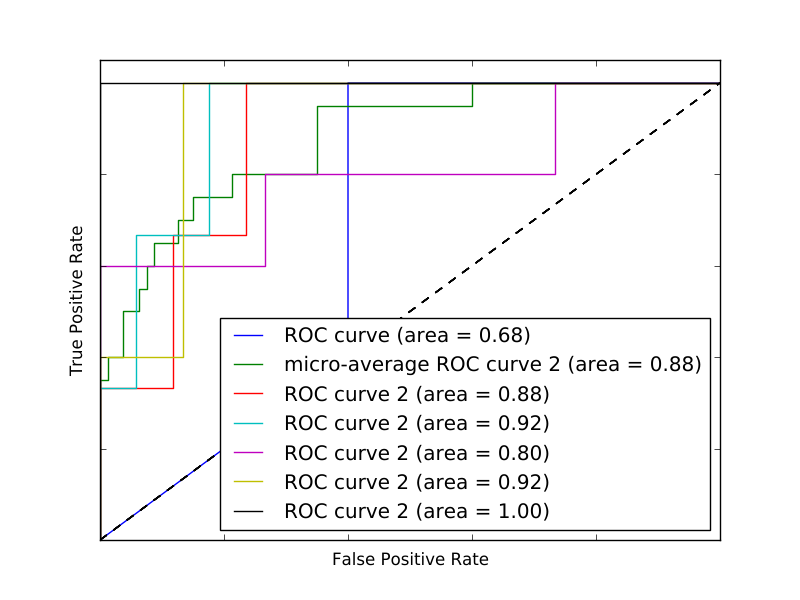 True Positive Rate
ROC curve (area = 0.68)
micro-average ROC curve 2 (area = 0.88)
ROC curve 2 (area = 0.88)
ROC curve 2 (area = 0.92)
ROC curve 2 (area = 0.80)
ROC curve 2 (area = 0.92)
ROC curve 2 (area = 1.00)
False Positive Rate